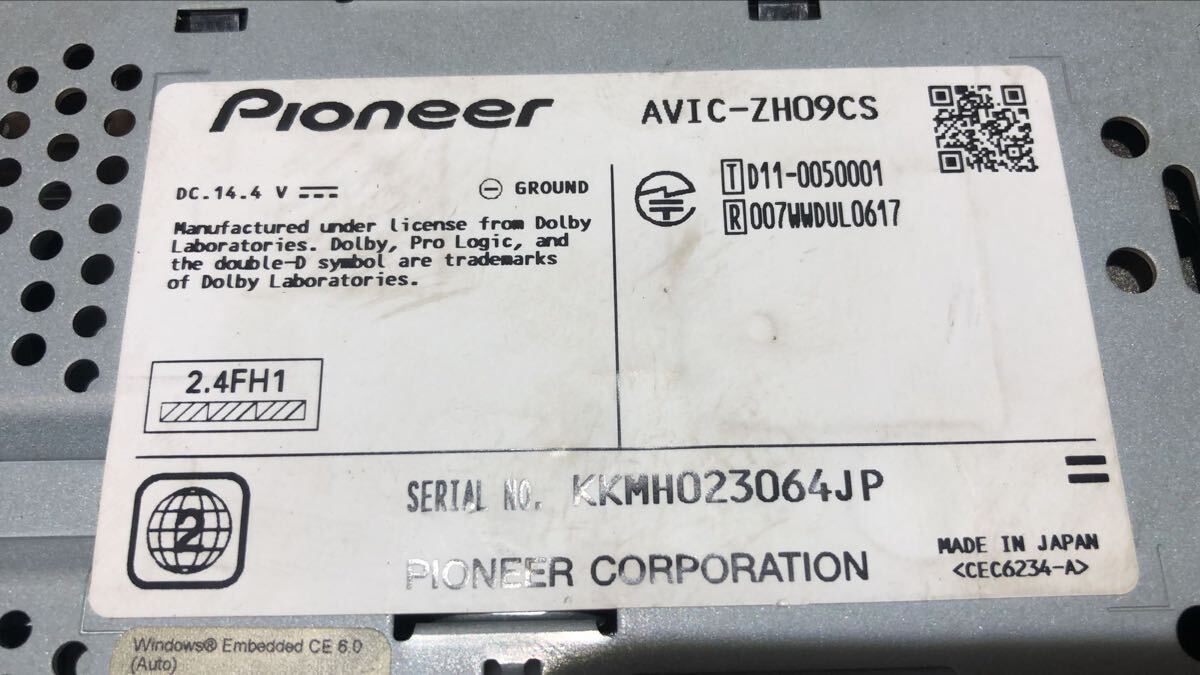 Pioneer
AVIC-ZH09CS
DC.14.4 V
GROUND
Manufactured under license from Dolby
Laboratories. Dolby, Pro Logic, and
the double-D symbol are trademarks
of Dolby Laboratories.
T D11-0050001
R 007WWDUL0617
2.4FH1
2
SERIAL NO. KKMH023064JP
PIONEER CORPORATION
MADE IN JAPAN
<CEC6234-A>
Windows® Embedded CE 6.0
(Auto)